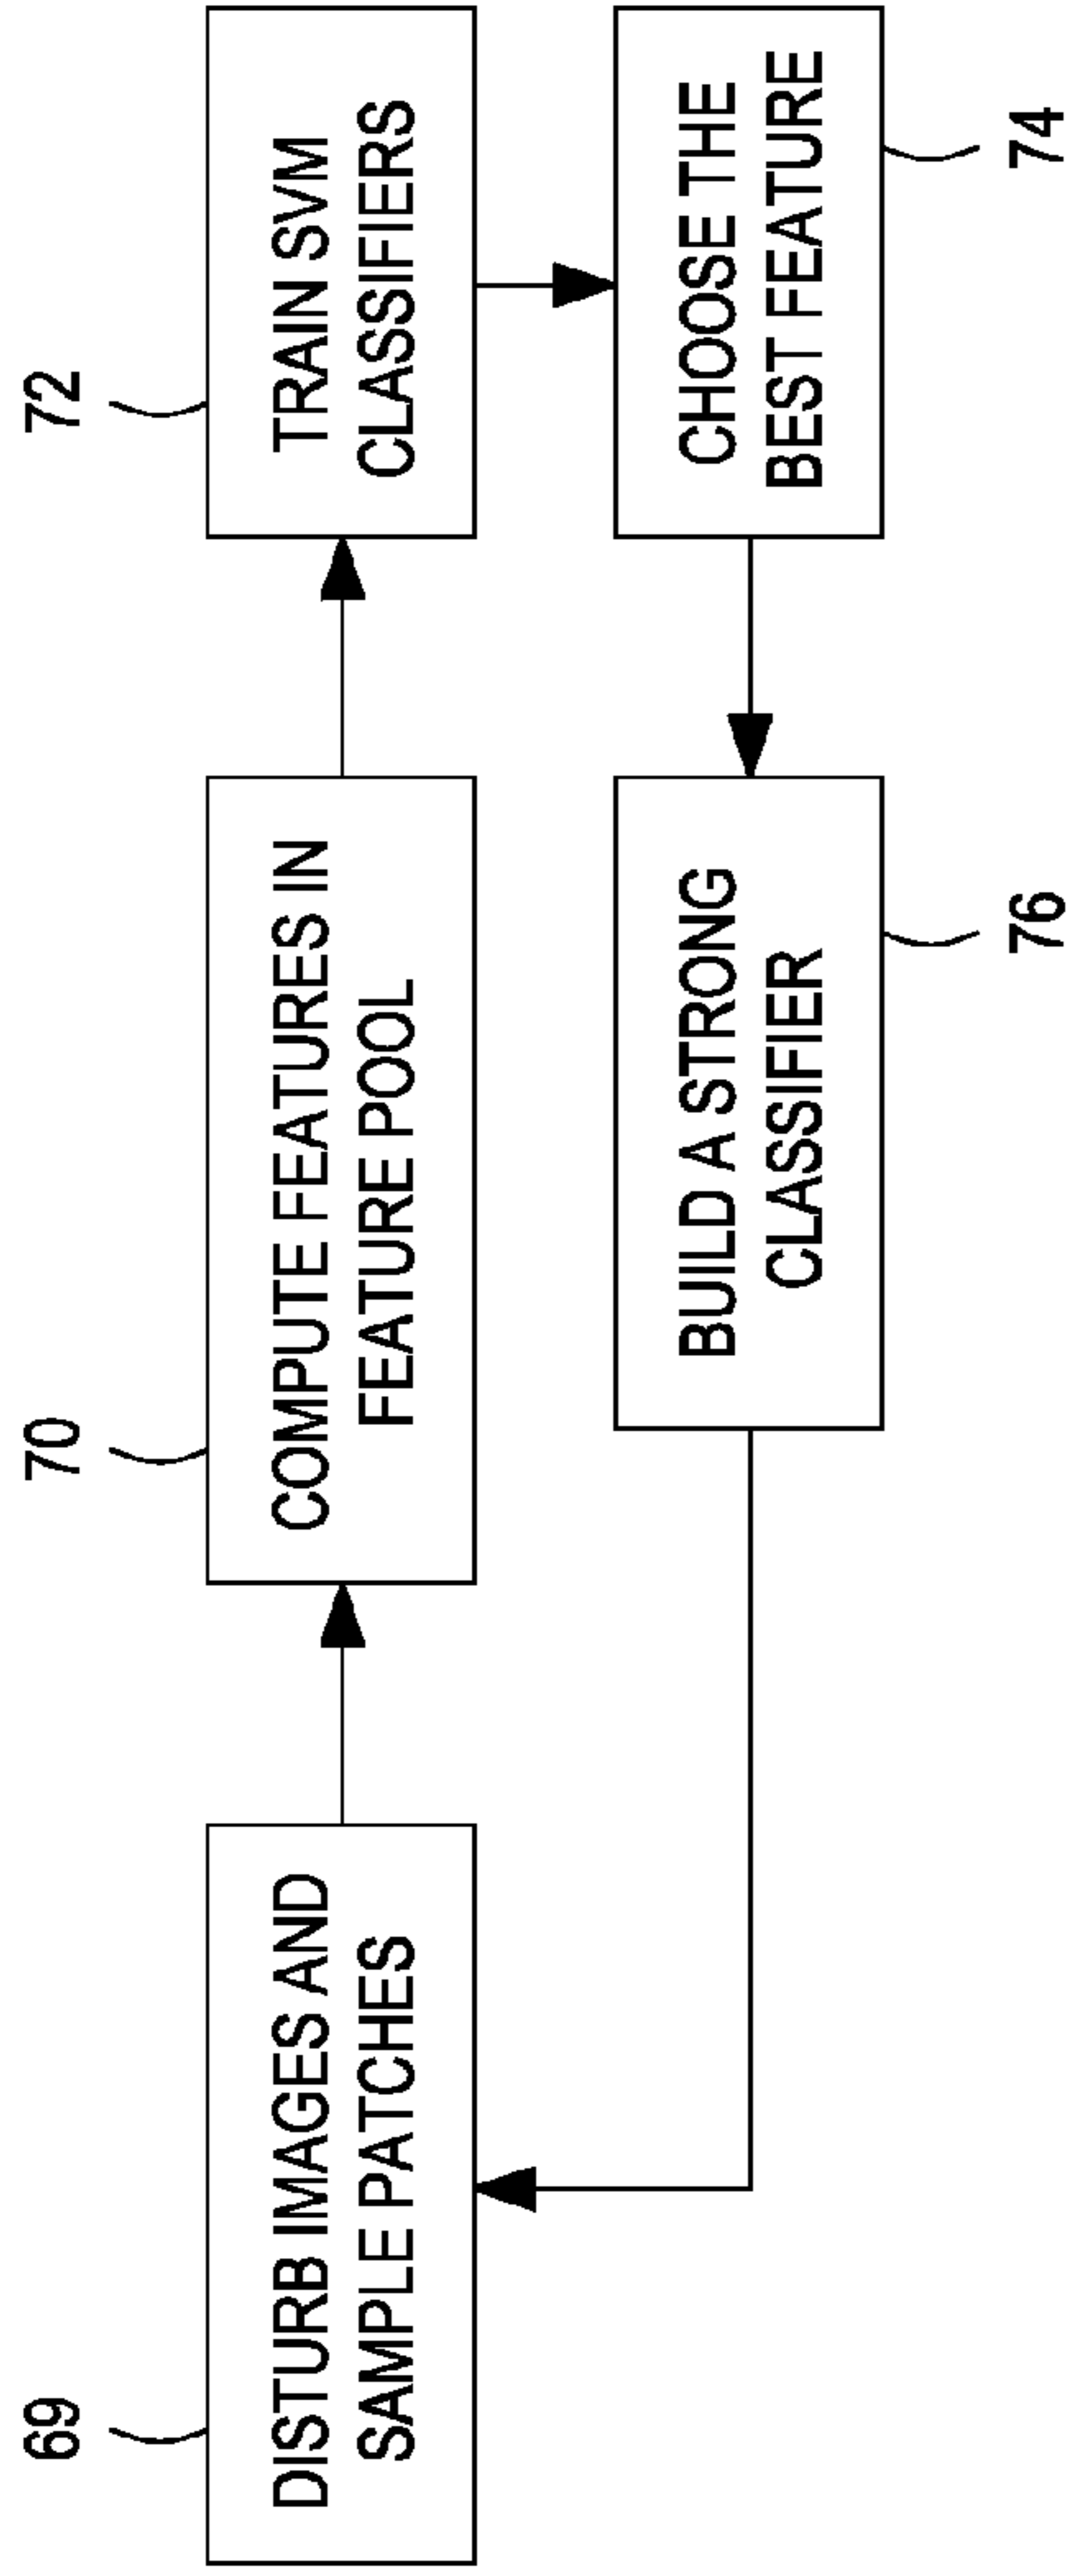 69
DISTURB IMAGES AND
SAMPLE PATCHES
70
COMPUTE FEATURES IN
FEATURE POOL
72
TRAIN SVM
CLASSIFIERS
CHOOSE THE
BEST FEATURE
74
BUILD A STRONG
CLASSIFIER
76